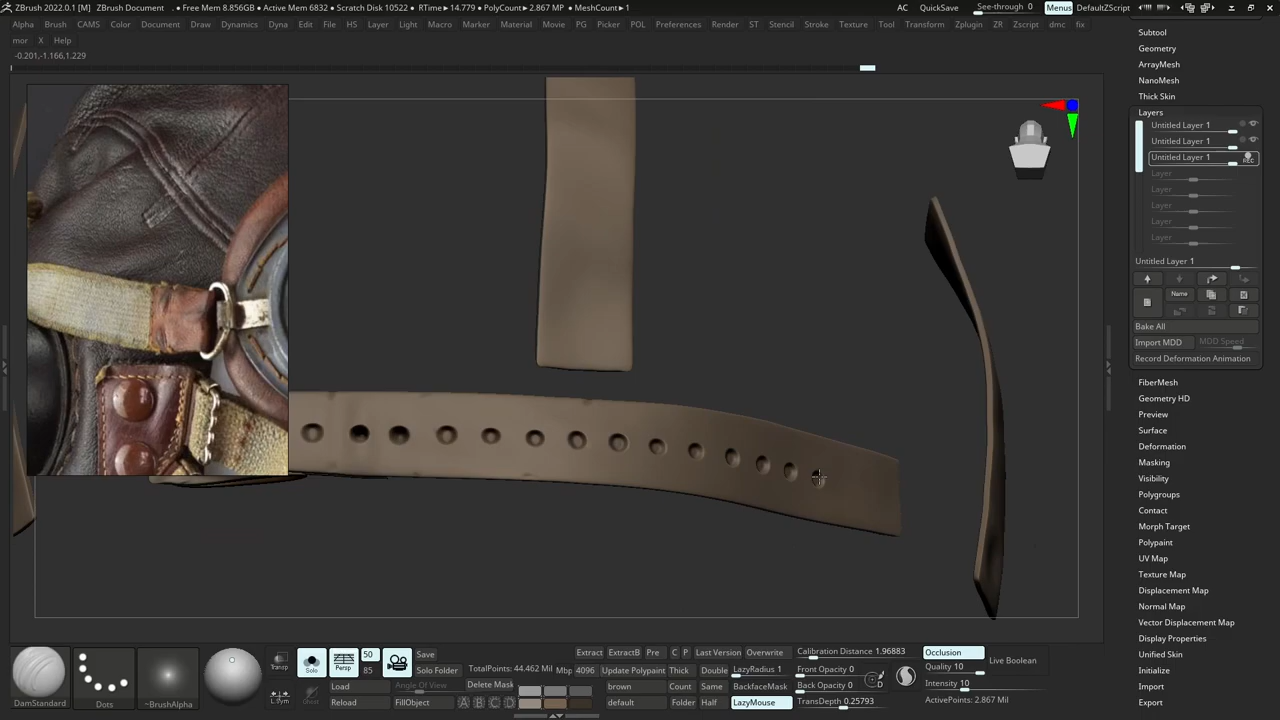 ZBrush 2022.0.1 [M] ZBrush Document • Free Mem 8.856GB • Active Mem 6832 • Scratch Disk 10522 • RTime ▸ 14.779 • PolyCount ▸ 2.867 MP • MeshCount ▸ 1 AC QuickSave See-through 0 Menus DefaultZScript
Alpha Brush CAMS Color Document Draw Dynamics Edit File HS Layer Light Macro Marker Material Movie PG Picker POL Preferences Render ST Stencil Stroke Texture Tool Transform Zplugin ZR Zscript dmc fix
mor X Help
-0.201,-1.166,1.229
Subtool
Geometry
ArrayMesh
NanoMesh
Thick Skin
Layers
Untitled Layer 1
Untitled Layer 1
Untitled Layer 1 REC
Layer
Layer
Layer
Layer
Layer
Untitled Layer 1
Name
Bake All
Import MDD MDD Speed
Record Deformation Animation
FiberMesh
Geometry HD
Preview
Surface
Deformation
Masking
Visibility
Polygroups
Contact
Morph Target
Polypaint
UV Map
Texture Map
Displacement Map
Normal Map
Vector Displacement Map
Display Properties
Unified Skin
Initialize
Import
Export
DamStandard
Dots
~BrushAlpha
Transp
L.Sym
Solo
Ghost
Persp
50
85
Save
Solo Folder
Load
Angle Of View
Reload
FillObject
TotalPoints: 44.462 Mil
Delete Mask
A B C D
Extract ExtractB Pre C P Last Version Overwrite
Mib 4096 Update Polypaint Thick Double LazyRadius 1
brown Count Same BackfaceMask
default Folder Half LazyMouse
Calibration Distance 1.96883
Front Opacity 0
Back Opacity 0
TransDepth 0.25793
D
Occlusion
Quality 10
Intensity 10
ActivePoints: 2.867 Mil
Live Boolean